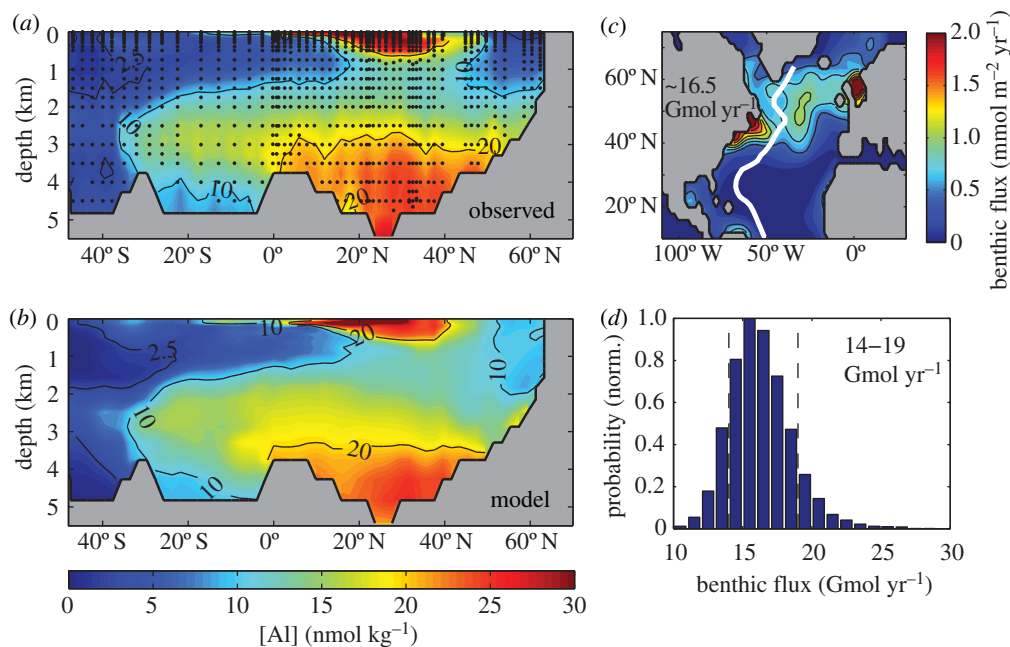 (a)
0
1
2
3
4
5
depth (km)
2.5
10
10
20
10
20
observed
40° S 20° S 0° 20° N 40° N 60° N
(b)
0
1
2
3
4
5
depth (km)
2.5
10
20
10
10
20
10
model
40° S 20° S 0° 20° N 40° N 60° N
0 5 10 15 20 25 30
[Al] (nmol kg−1)
(c)
60° N
40° N
20° N
~16.5
Gmol yr−1
100° W 50° W 0°
2.0
1.5
1.0
0.5
0
benthic flux (mmol m−2 yr−1)
(d)
1.0
0.8
0.6
0.4
0.2
0
probability (norm.)
14–19
Gmol yr−1
10 15 20 25 30
benthic flux (Gmol yr−1)